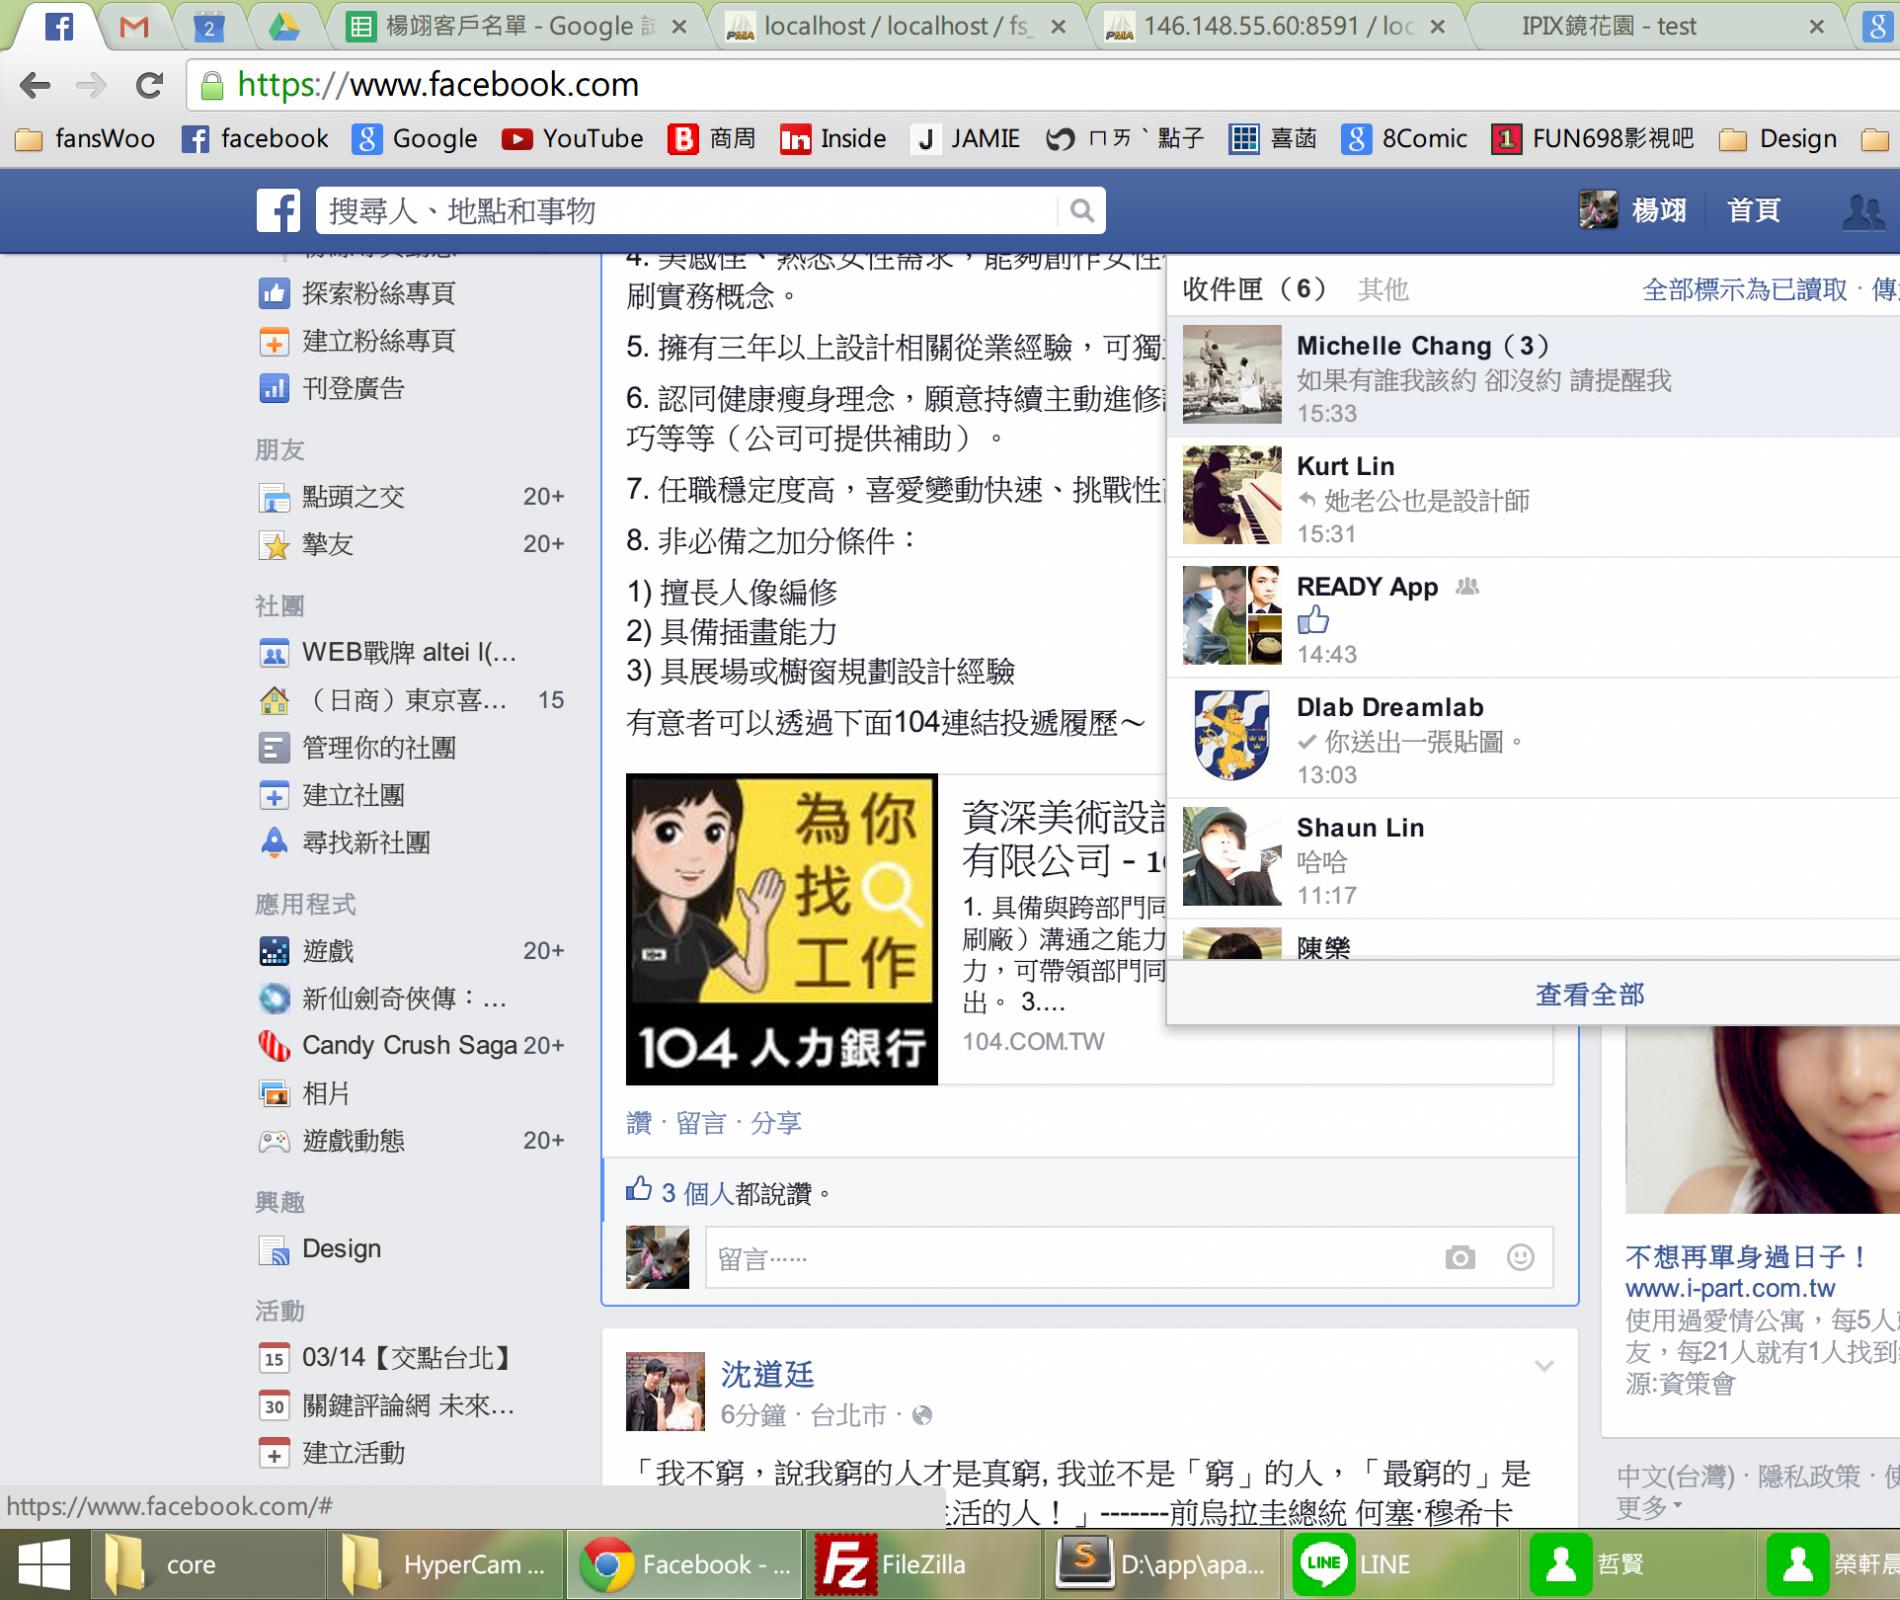 2
楊翊客戶名單 - Google 試
localhost / localhost / fs_
146.148.55.60:8591 / loc
IPIX鏡花園 - test
https://www.facebook.com
fansWoo
facebook
Google
YouTube
商周
Inside
JAMIE
ㄇㄞˋ點子
喜菡
8Comic
FUN698影視吧
Design
搜尋人、地點和事物
楊翊
首頁
探索粉絲專頁
建立粉絲專頁
刊登廣告
朋友
點頭之交 20+
摯友 20+
社團
WEB戰牌 altei l(...
（日商）東京喜... 15
管理你的社團
建立社團
尋找新社團
應用程式
遊戲 20+
新仙劍奇俠傳：...
Candy Crush Saga 20+
相片
遊戲動態 20+
興趣
Design
活動
15 03/14【交點台北】
30 關鍵評論網 未來...
建立活動
https://www.facebook.com/#
4. 美感佳、熟悉女性需求，能夠創作女性
刷實務概念。
5. 擁有三年以上設計相關從業經驗，可獨
6. 認同健康瘦身理念，願意持續主動進修
巧等等（公司可提供補助）。
7. 任職穩定度高，喜愛變動快速、挑戰性
8. 非必備之加分條件：
1) 擅長人像編修
2) 具備插畫能力
3) 具展場或櫥窗規劃設計經驗
有意者可以透過下面104連結投遞履歷～
為你
找
工作
104 人力銀行
資深美術設
有限公司 - 1
1. 具備與跨部門同
刷廠）溝通之能力
力，可帶領部門同
出。 3....
104.COM.TW
讚 · 留言 · 分享
3 個人都說讚。
留言……
沈道廷
6分鐘 · 台北市 ·
「我不窮，說我窮的人才是真窮, 我並不是「窮」的人，「最窮的」是
活的人！」-------前烏拉圭總統 何塞·穆希卡
收件匣（6）
其他
全部標示為已讀取 · 傳
Michelle Chang（3）
如果有誰我該約 卻沒約 請提醒我
15:33
Kurt Lin
她老公也是設計師
15:31
READY App
14:43
Dlab Dreamlab
你送出一張貼圖。
13:03
Shaun Lin
哈哈
11:17
陳樂
查看全部
不想再單身過日子！
www.i-part.com.tw
使用過愛情公寓，每5人
友，每21人就有1人找到
源:資策會
中文(台灣) · 隱私政策 · 使
更多
core
HyperCam ...
Facebook - ...
FileZilla
D:\app\apa...
LINE
LINE
哲賢
榮軒晨